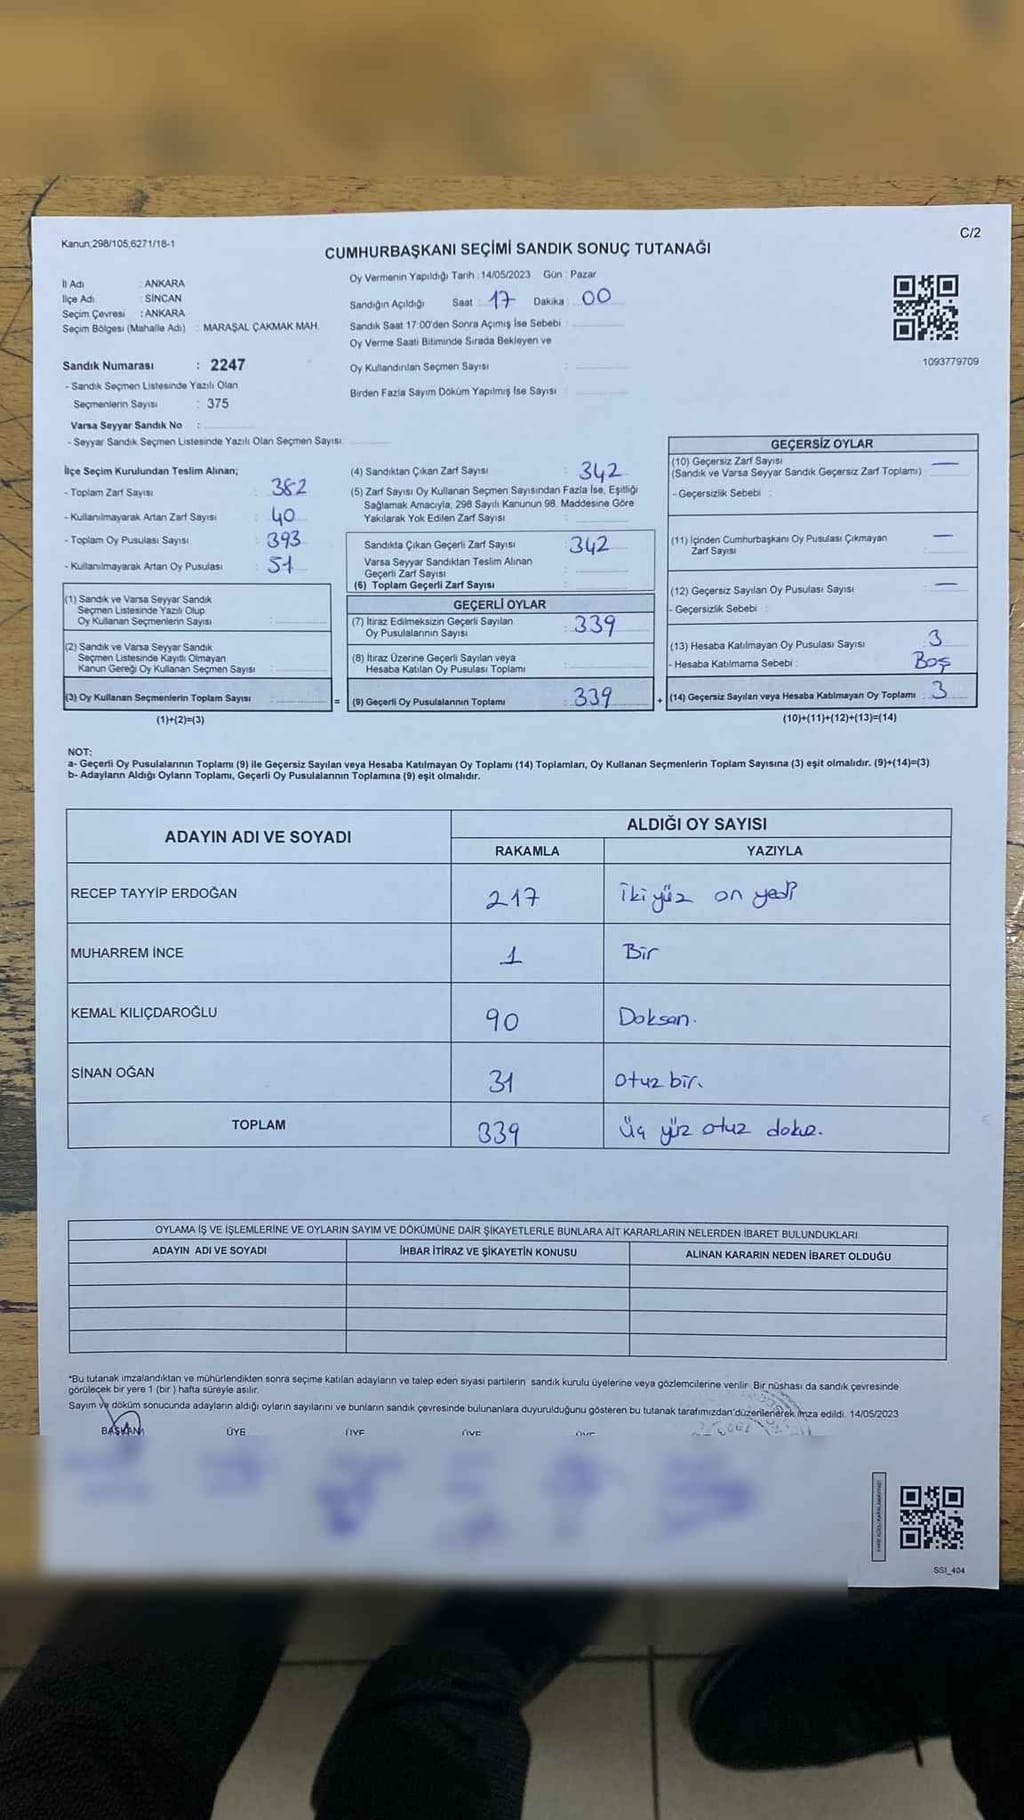 Kanun,298/105,6271/18-1
C/2
CUMHURBAŞKANI SEÇİMİ SANDIK SONUÇ TUTANAĞI
İl Adı : ANKARA
İlçe Adı : SİNCAN
Seçim Çevresi : ANKARA
Seçim Bölgesi (Mahalle Adı) : MARAŞAL ÇAKMAK MAH.
Oy Vermenin Yapıldığı Tarih : 14/05/2023 Gün : Pazar
Sandığın Açıldığı Saat 17 Dakika 00
Sandık Saat 17:00'den Sonra Açımış İse Sebebi :
Oy Verme Saati Bitiminde Sırada Bekleyen ve
Oy Kullandırılan Seçmen Sayısı :
Birden Fazla Sayım Döküm Yapılmış İse Sayısı :
1093779709
Sandık Numarası : 2247
- Sandık Seçmen Listesinde Yazılı Olan
Seçmenlerin Sayısı : 375
Varsa Seyyar Sandık No :
- Seyyar Sandık Seçmen Listesinde Yazılı Olan Seçmen Sayısı:
İlçe Seçim Kurulundan Teslim Alınan;
- Toplam Zarf Sayısı : 382
- Kullanılmayarak Artan Zarf Sayısı : 40
- Toplam Oy Pusulası Sayısı : 393
- Kullanılmayarak Artan Oy Pusulası : 51
(1) Sandık ve Varsa Seyyar Sandık
Seçmen Listesinde Yazılı Olup
Oy Kullanan Seçmenlerin Sayısı :
(2) Sandık ve Varsa Seyyar Sandık
Seçmen Listesinde Kayıtlı Olmayan
Kanun Gereği Oy Kullanan Seçmen Sayısı :
(3) Oy Kullanan Seçmenlerin Toplam Sayısı : =
(1)+(2)=(3)
(4) Sandıktan Çıkan Zarf Sayısı : 342
(5) Zarf Sayısı Oy Kullanan Seçmen Sayısından Fazla İse, Eşitliği
Sağlamak Amacıyla, 298 Sayılı Kanunun 98. Maddesine Göre
Yakılarak Yok Edilen Zarf Sayısı :
Sandıkta Çıkan Geçerli Zarf Sayısı : 342
Varsa Seyyar Sandıktan Teslim Alınan
Geçerli Zarf Sayısı :
(6) Toplam Geçerli Zarf Sayısı :
GEÇERLİ OYLAR
(7) İtiraz Edilmeksizin Geçerli Sayılan
Oy Pusulalarının Sayısı : 339
(8) İtiraz Üzerine Geçerli Sayılan veya
Hesaba Katılan Oy Pusulası Toplamı :
(9) Geçerli Oy Pusulalarının Toplamı : 339 +
GEÇERSİZ OYLAR
(10) Geçersiz Zarf Sayısı
(Sandık ve Varsa Seyyar Sandık Geçersiz Zarf Toplamı) : —
- Geçersizlik Sebebi :
(11) İçinden Cumhurbaşkanı Oy Pusulası Çıkmayan
Zarf Sayısı : —
(12) Geçersiz Sayılan Oy Pusulası Sayısı : —
- Geçersizlik Sebebi :
(13) Hesaba Katılmayan Oy Pusulası Sayısı : 3
- Hesaba Katılmama Sebebi : Boş
(14) Geçersiz Sayılan veya Hesaba Katılmayan Oy Toplamı : 3
(10)+(11)+(12)+(13)=(14)
NOT:
a- Geçerli Oy Pusulalarının Toplamı (9) ile Geçersiz Sayılan veya Hesaba Katılmayan Oy Toplamı (14) Toplamları, Oy Kullanan Seçmenlerin Toplam Sayısına (3) eşit olmalıdır. (9)+(14)=(3)
b- Adayların Aldığı Oyların Toplamı, Geçerli Oy Pusulalarının Toplamına (9) eşit olmalıdır.
ADAYIN ADI VE SOYADI
ALDIĞI OY SAYISI
RAKAMLA YAZIYLA
RECEP TAYYİP ERDOĞAN 217 İkiyüz on yedi
MUHARREM İNCE 1 Bir
KEMAL KILIÇDAROĞLU 90 Doksan.
SİNAN OĞAN 31 otuz bir.
TOPLAM 339 Üç yüz otuz dokuz.
OYLAMA İŞ VE İŞLEMLERİNE VE OYLARIN SAYIM VE DÖKÜMÜNE DAİR ŞİKAYETLERLE BUNLARA AİT KARARLARIN NELERDEN İBARET BULUNDUKLARI
ADAYIN ADI VE SOYADI İHBAR İTİRAZ VE ŞİKAYETİN KONUSU ALINAN KARARIN NEDEN İBARET OLDUĞU
*Bu tutanak imzalandıktan ve mühürlendikten sonra seçime katılan adayların ve talep eden siyasi partilerin sandık kurulu üyelerine veya gözlemcilerine verilir. Bir nüshası da sandık çevresinde
görülecek bir yere 1 (bir ) hafta süreyle asılır.
Sayım ve döküm sonucunda adayların aldığı oyların sayılarını ve bunların sandık çevresinde bulunanlara duyurulduğunu gösteren bu tutanak tarafımızdan düzenlenerek imza edildi. 14/05/2023
BAŞKAN ÜYE ÜYE ÜYE ÜYE
SSI_404